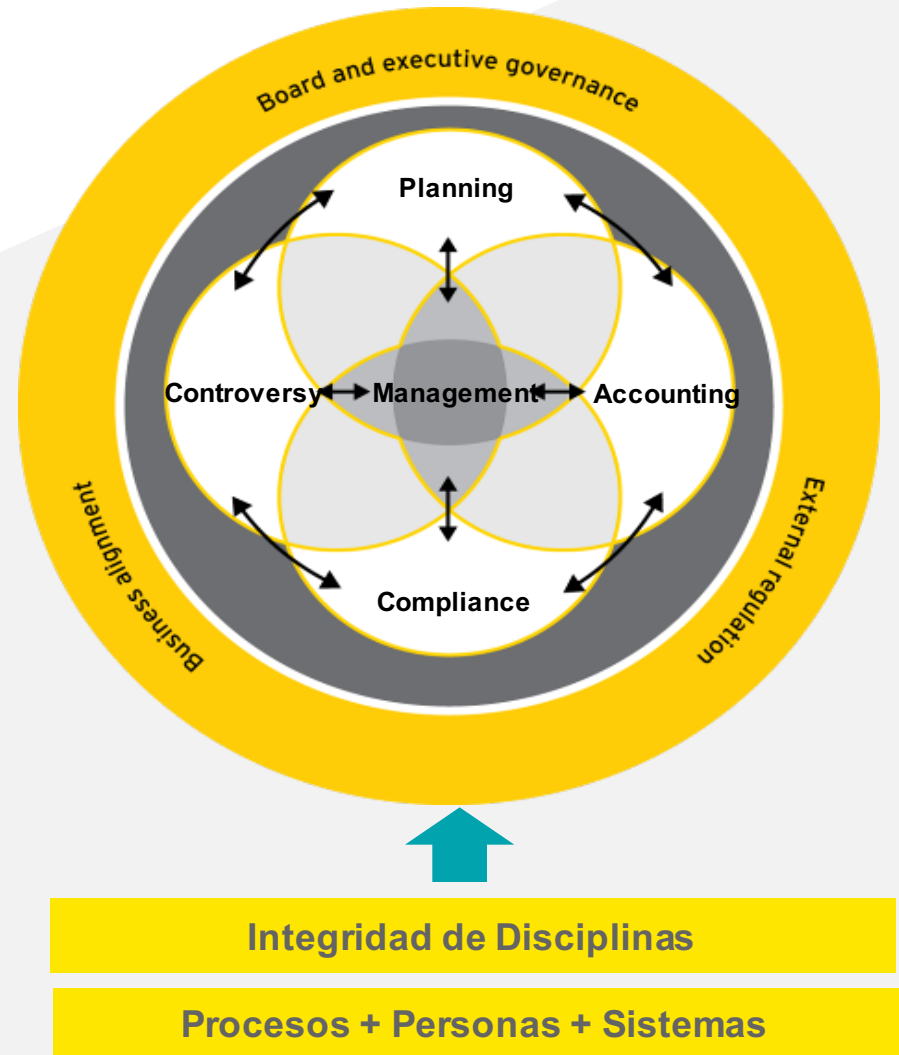 Board and executive governance
Planning
Controversy
Management
Accounting
Compliance
Business alignment
External regulation
Integridad de Disciplinas
Procesos + Personas + Sistemas